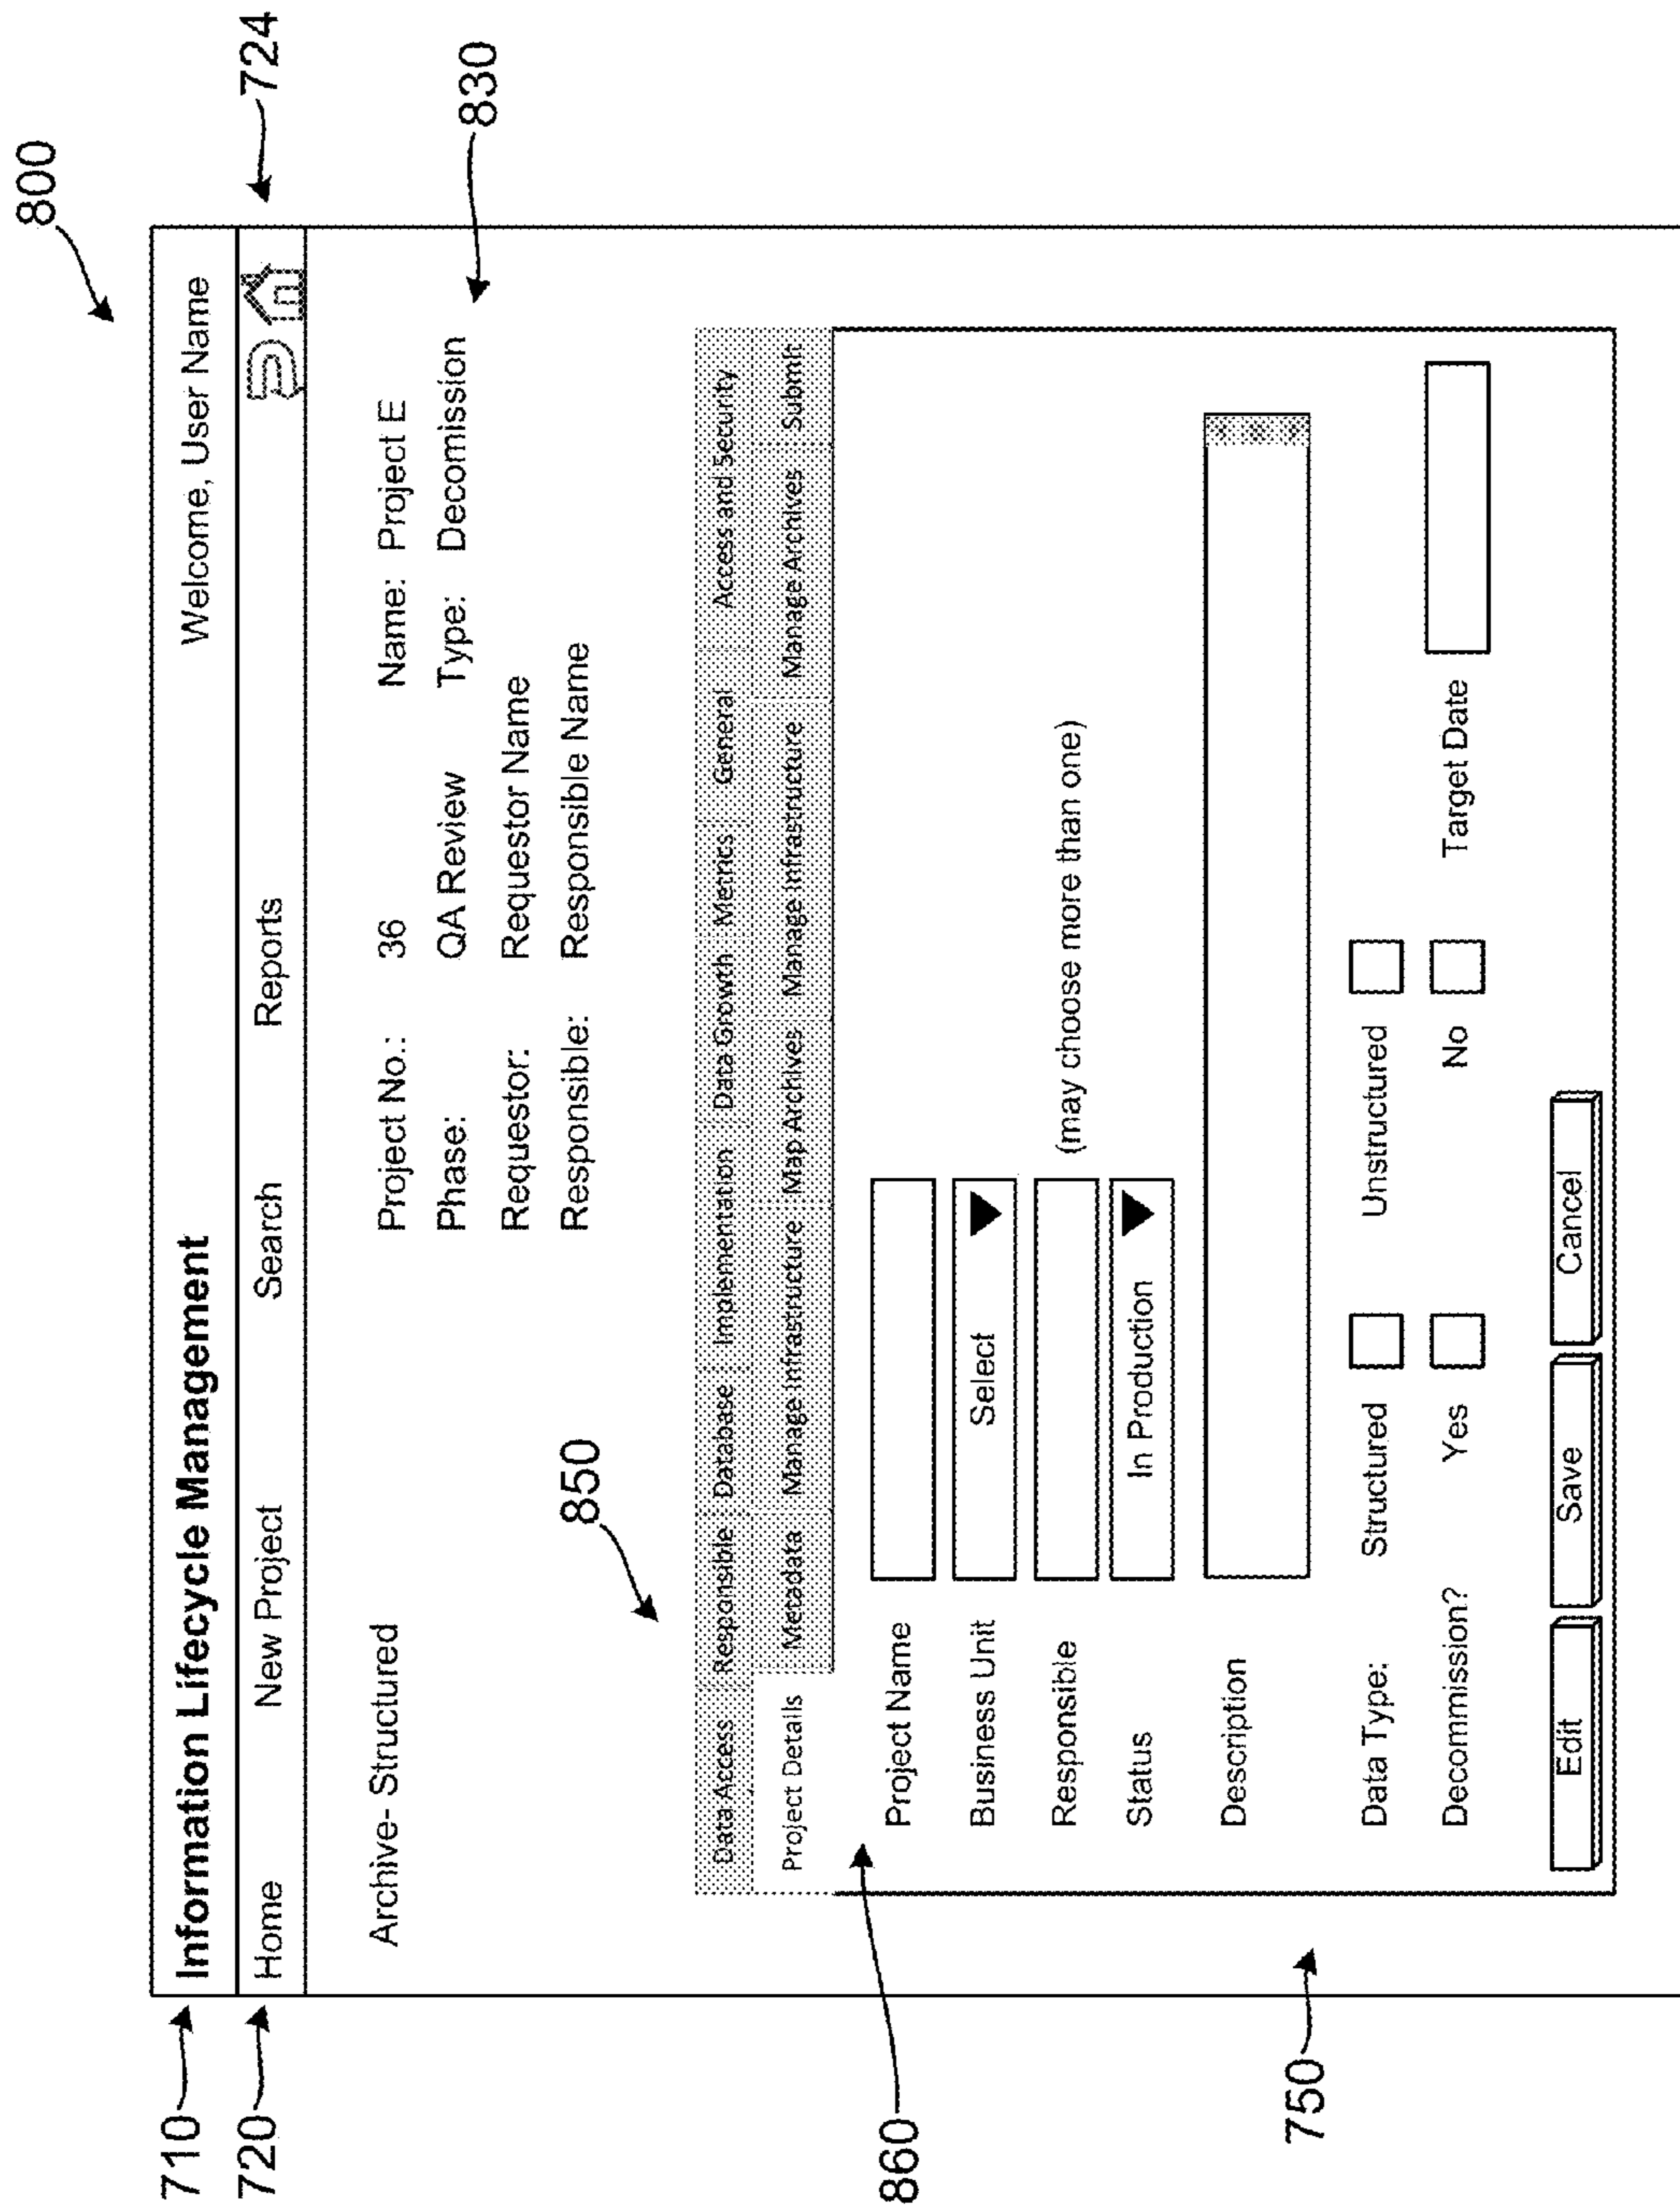 800
710 Information Lifecycle Management Welcome, User Name
720 Home New Project Search Reports 724
Archive- Structured Project No.: 36 Name: Project E
Phase: QA Review Type: Decomission 830
Requestor: Requestor Name
Responsible: Responsible Name
850
Data Access Responsible Database Implementation Data Growth Metrics General Access and Security
Project Details Metadata Manage Infrastructure Map Archives Manage Infrastructure Manage Archives Submit
860
Project Name
Business Unit Select
Responsible (may choose more than one)
Status In Production
Description
750
Data Type: Structured Unstructured
Decommission? Yes No Target Date
Edit Save Cancel